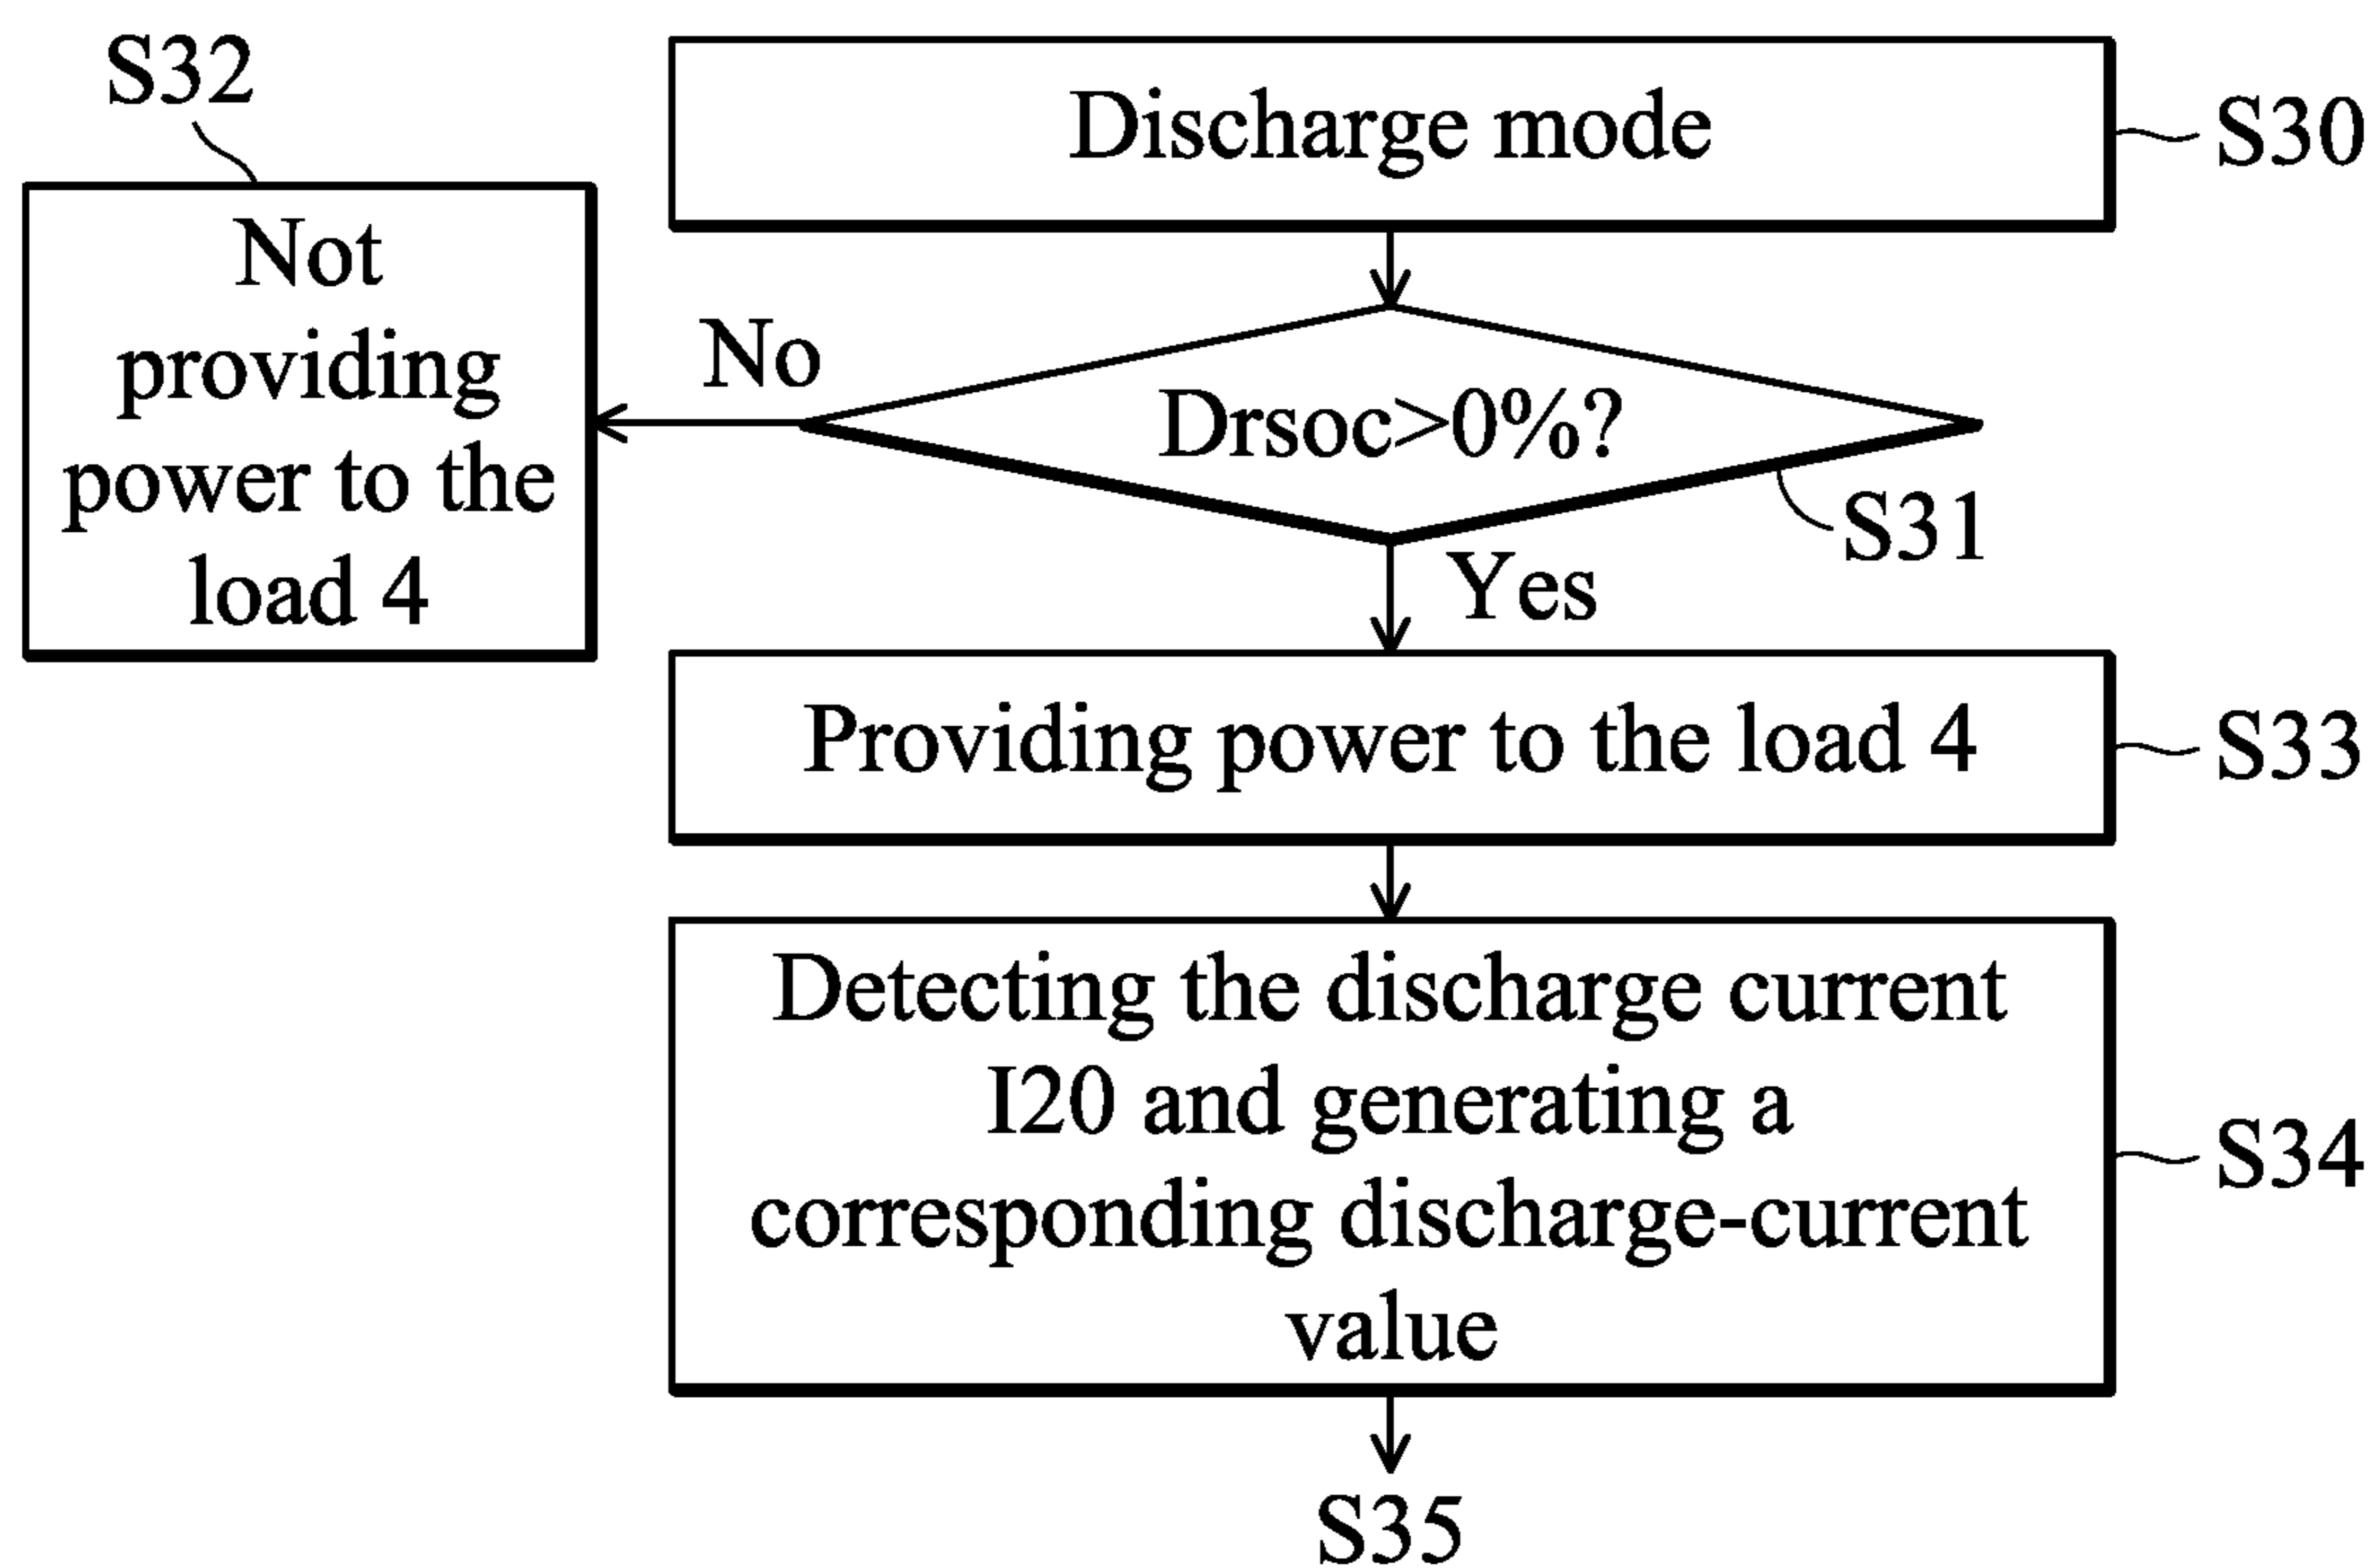 S32
Discharge mode
S30
Not
providing
power to the
load 4
No
Drsoc>0%?
S31
Yes
Providing power to the load 4
S33
Detecting the discharge current
I20 and generating a
corresponding discharge-current
value
S34
S35